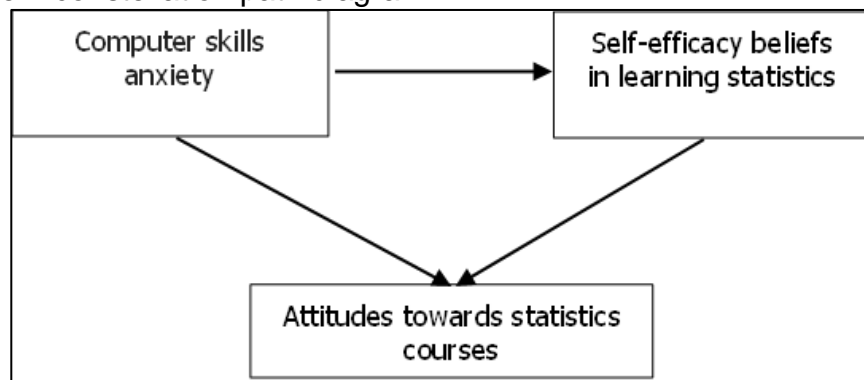 Computer skills
anxiety
Self-efficacy beliefs
in learning statistics
Attitudes towards statistics
courses